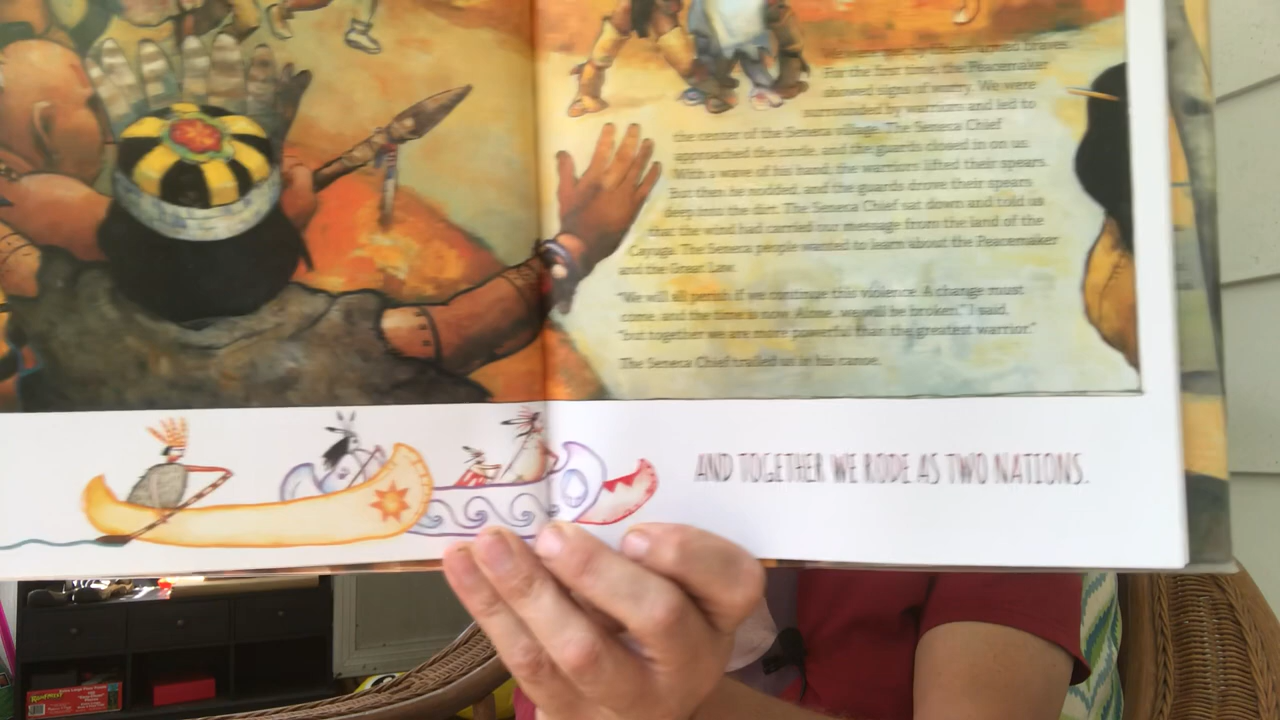 For the first time, the Peacemaker
showed signs of worry. We were
surrounded by warriors and led to
the center of the Seneca village. The Seneca Chief
approached the circle, and the guards closed in on us.
With a wave of his hand, the warriors lifted their spears.
But then he nodded, and the guards drove their spears
deep into the dirt. The Seneca Chief sat down and told us
that the wind had carried our message from the land of the
Cayuga. The Seneca people wanted to learn about the Peacemaker
and the Great Law.
"We will all perish if we continue this violence. A change must
come, and the time is now. Alone, we will be broken," I said,
"but together we are more powerful than the greatest warrior."
The Seneca Chief trailed us in his canoe.
AND TOGETHER WE RODE AS TWO NATIONS.